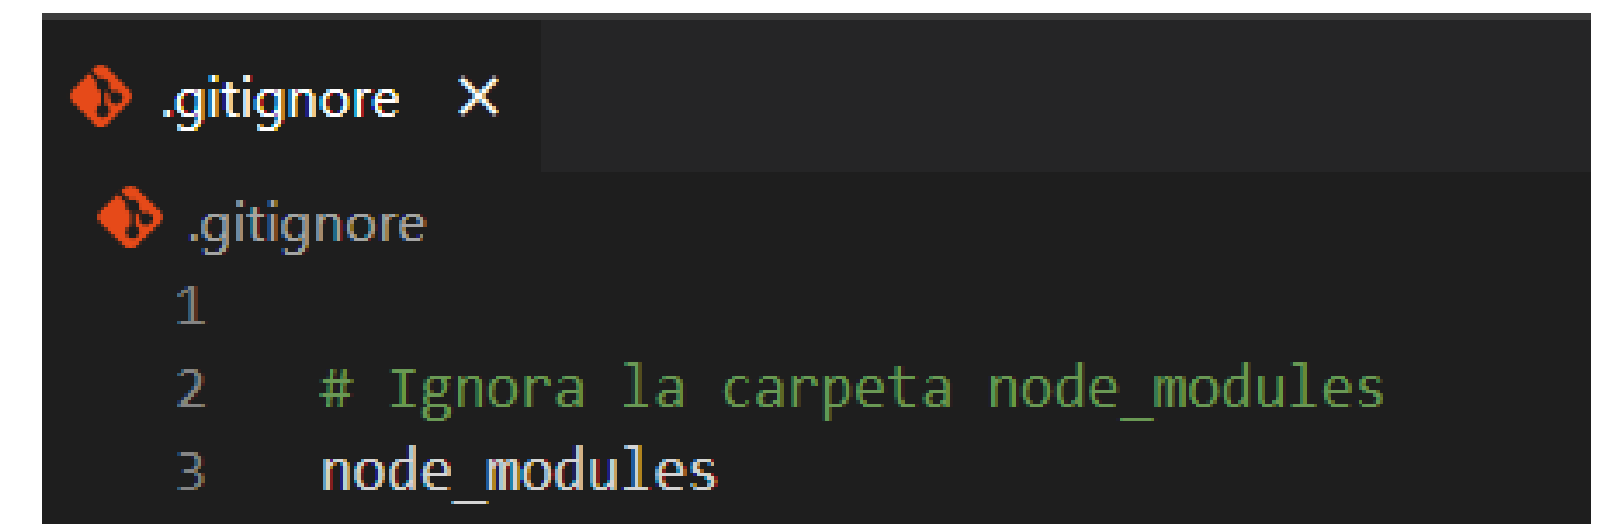 .gitignore ×
.gitignore
1
2 # Ignora la carpeta node_modules
3 node_modules